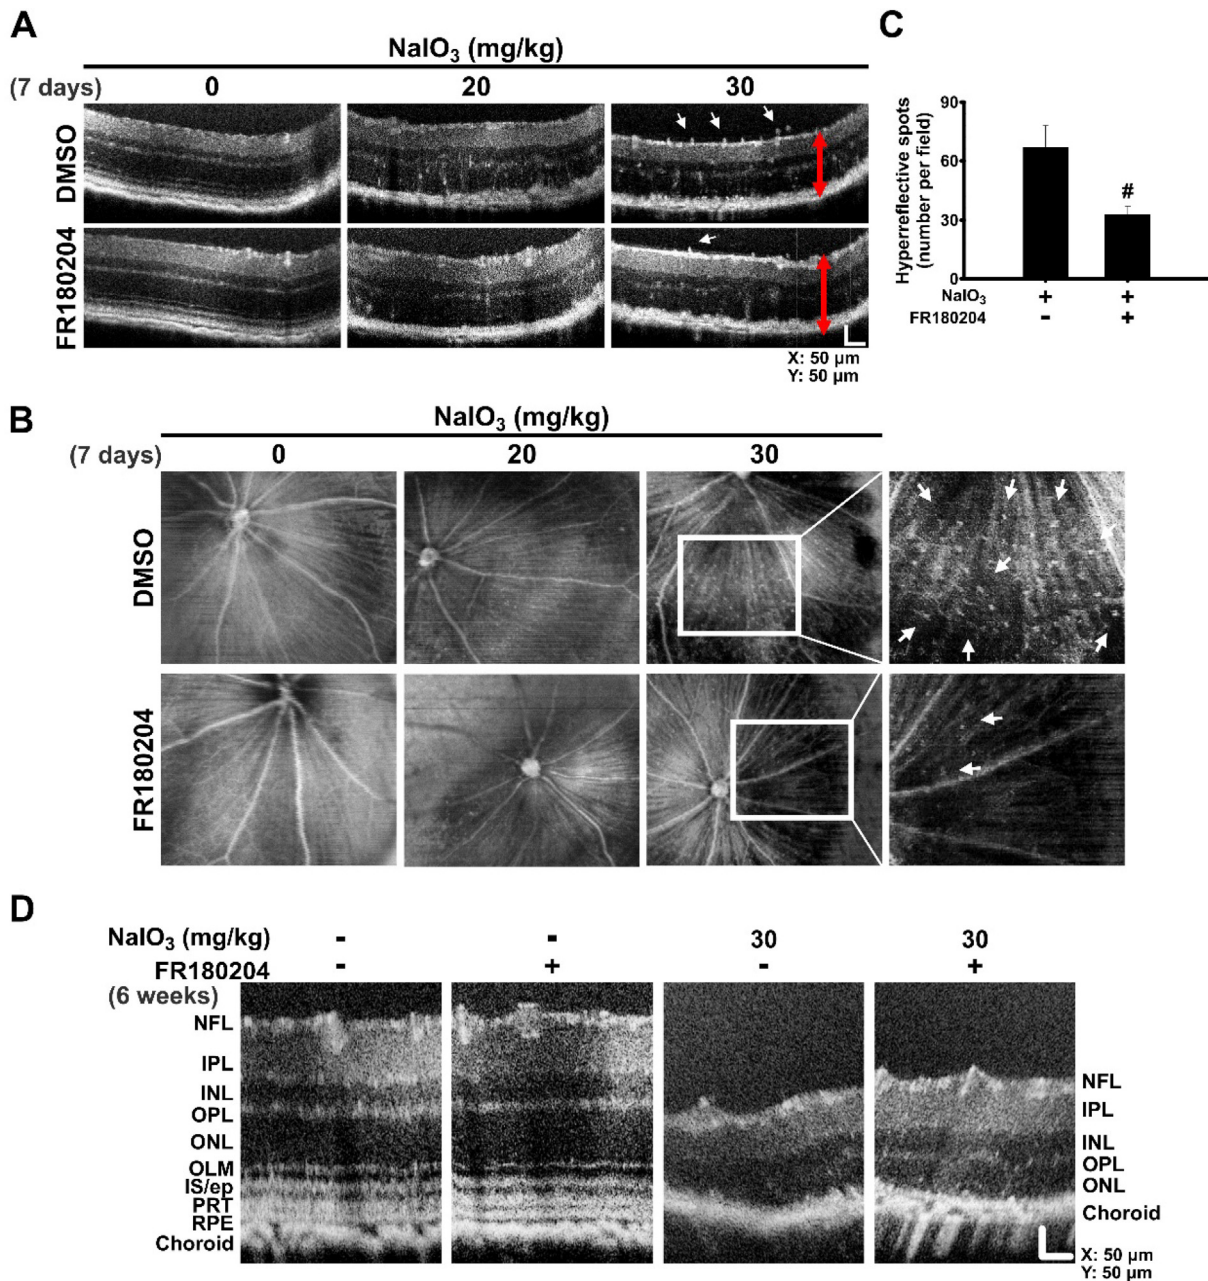 A
NaIO3 (mg/kg)
(7 days) 0 20 30
DMSO
FR180204
X: 50 µm
Y: 50 µm
C
Hyperreflective spots
(number per field)
90
60
30
0
#
NaIO3 + +
FR180204 - +
B
NaIO3 (mg/kg)
(7 days) 0 20 30
DMSO
FR180204
D
NaIO3 (mg/kg) - - 30 30
FR180204 - + - +
(6 weeks)
NFL
IPL
INL
OPL
ONL
OLM
IS/ep
PRT
RPE
Choroid
NFL
IPL
INL
OPL
ONL
Choroid
X: 50 µm
Y: 50 µm